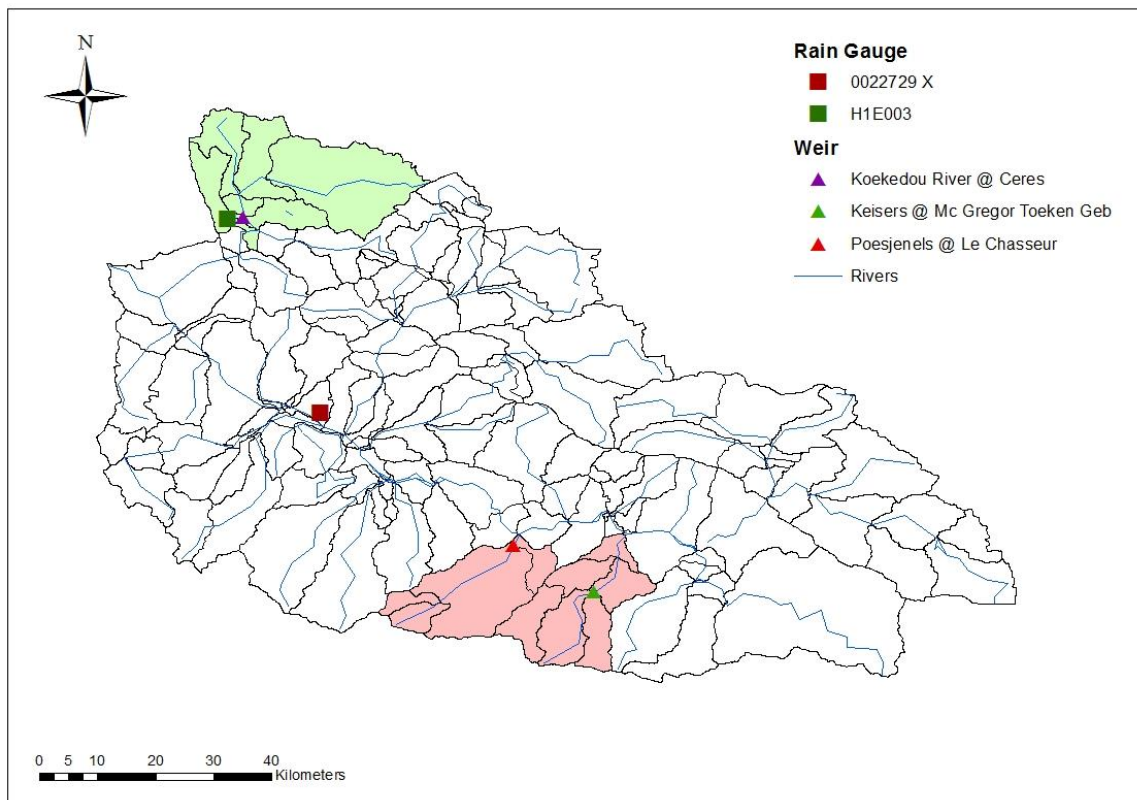 N
Rain Gauge
0022729 X
H1E003
Weir
Koekedou River @ Ceres
Keisers @ Mc Gregor Toeken Geb
Poesjenels @ Le Chasseur
Rivers
0 5 10 20 30 40
Kilometers